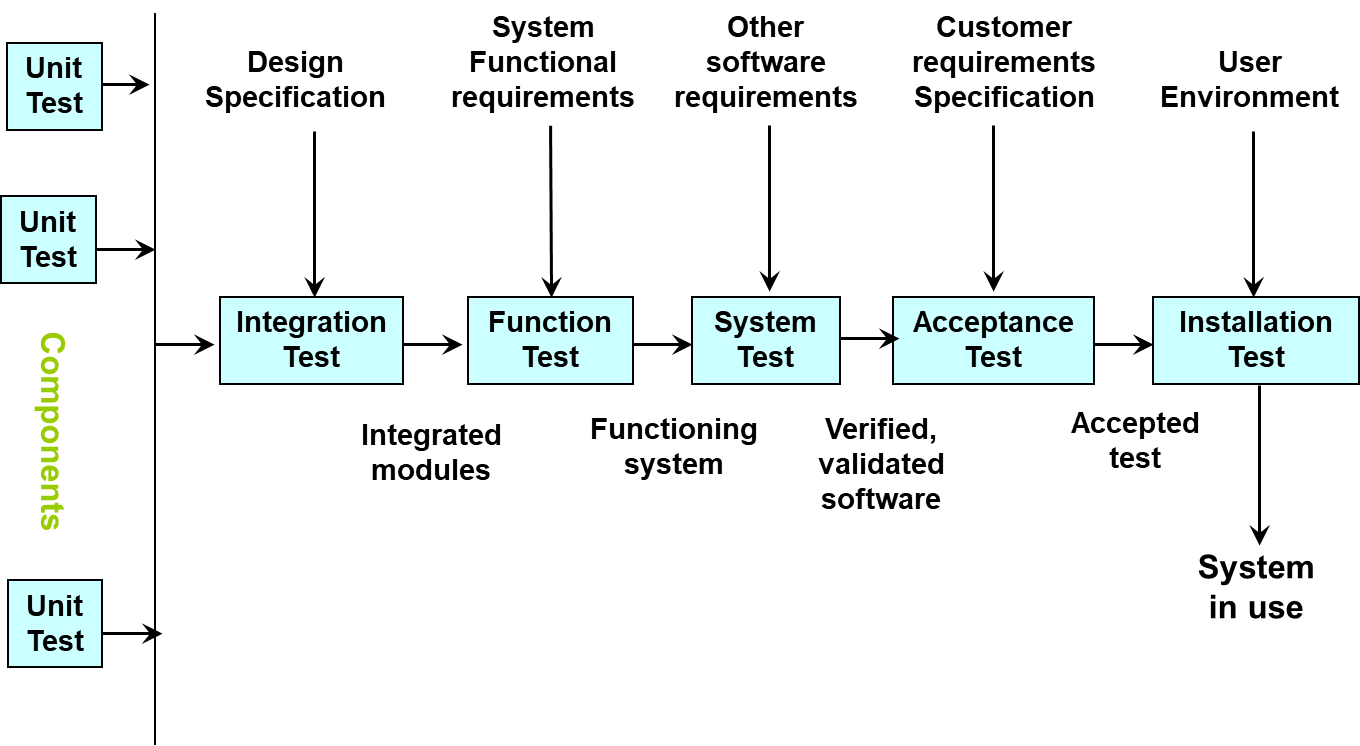 Unit
Test
Unit
Test
Components
Unit
Test
Design
Specification
System
Functional
requirements
Other
software
requirements
Customer
requirements
Specification
User
Environment
Integration
Test
Function
Test
System
Test
Acceptance
Test
Installation
Test
Integrated
modules
Functioning
system
Verified,
validated
software
Accepted
test
System
in use